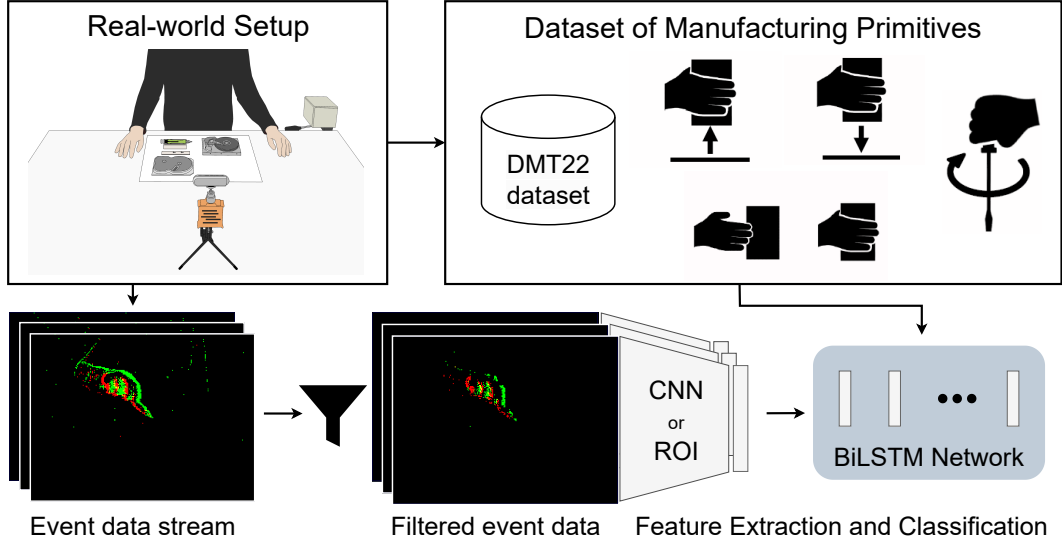 Real-world Setup
Dataset of Manufacturing Primitives
DMT22
dataset
CNN
or
ROI
BiLSTM Network
Event data stream
Filtered event data
Feature Extraction and Classification